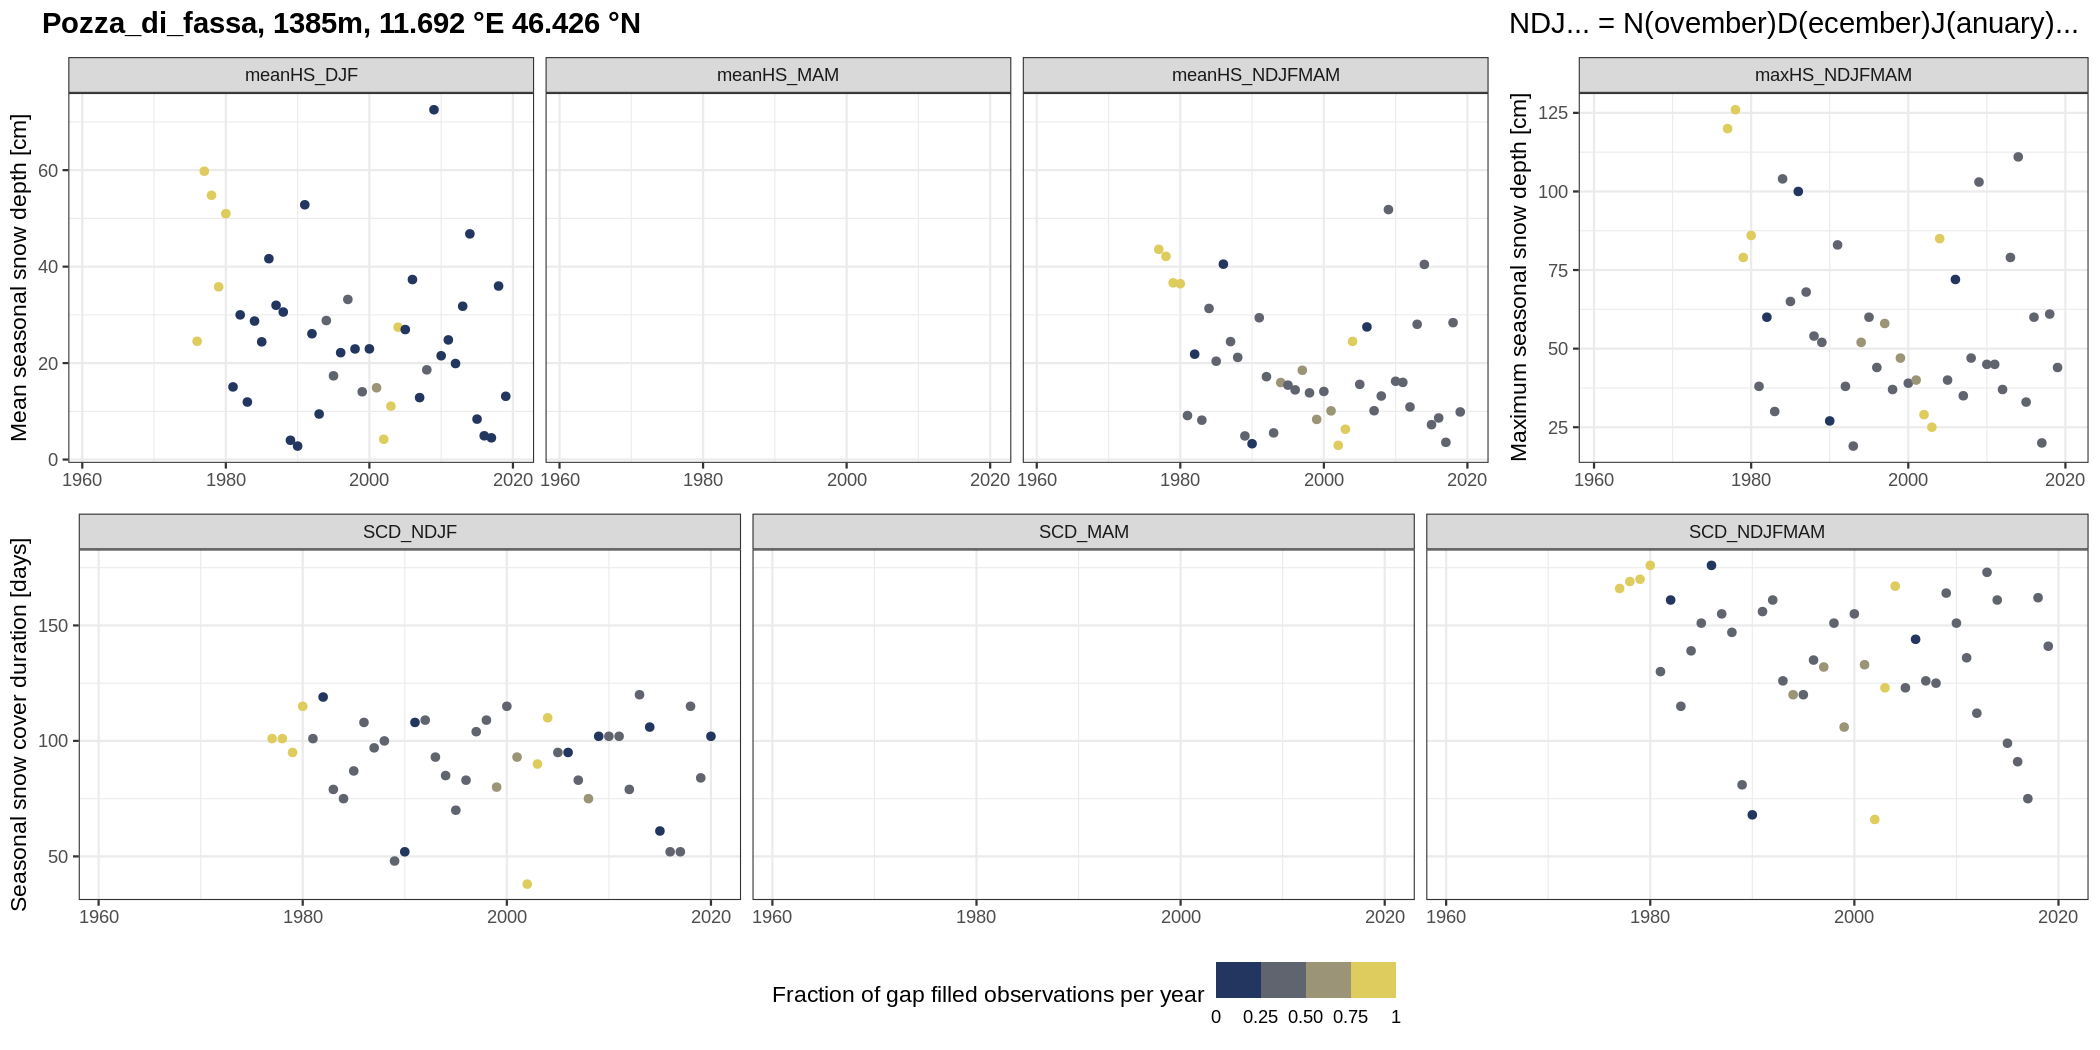 Pozza_di_fassa, 1385m, 11.692 °E 46.426 °N
NDJ... = N(ovember)D(ecember)J(anuary)...
meanHS_DJF
meanHS_MAM
meanHS_NDJFMAM
maxHS_NDJFMAM
Mean seasonal snow depth [cm]
60
40
20
0
1960 1980 2000 2020
1960 1980 2000 2020
1960 1980 2000 2020
Maximum seasonal snow depth [cm]
125
100
75
50
25
1960 1980 2000 2020
SCD_NDJF
SCD_MAM
SCD_NDJFMAM
Seasonal snow cover duration [days]
150
100
50
1960 1980 2000 2020
1960 1980 2000 2020
1960 1980 2000 2020
Fraction of gap filled observations per year
0 0.25 0.50 0.75 1